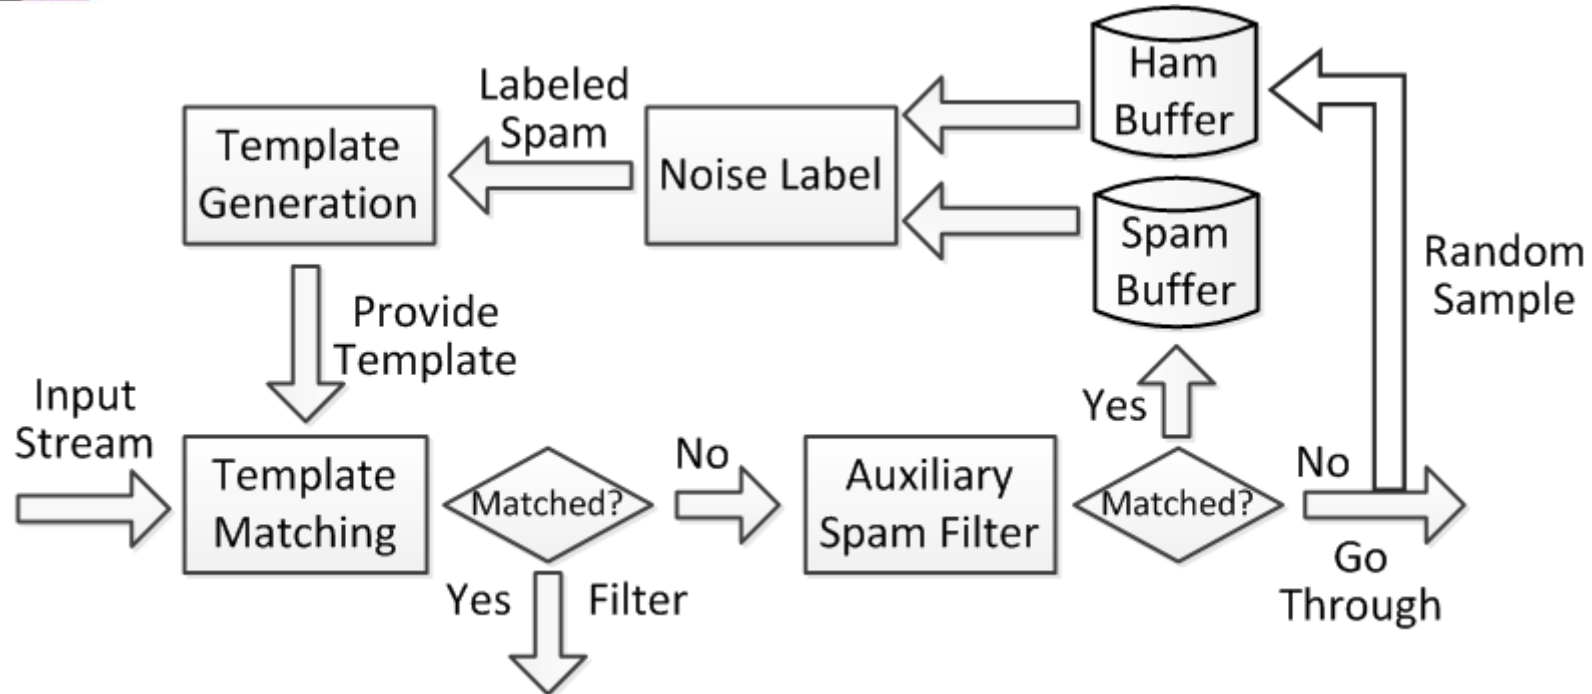 Ham
Buffer
Labeled
Spam
Template
Generation
Noise Label
Spam
Buffer
Random
Sample
Provide
Template
Input
Stream
Yes
Template
Matching
Matched?
No
Auxiliary
Spam Filter
Matched?
No
Go
Through
Yes
Filter